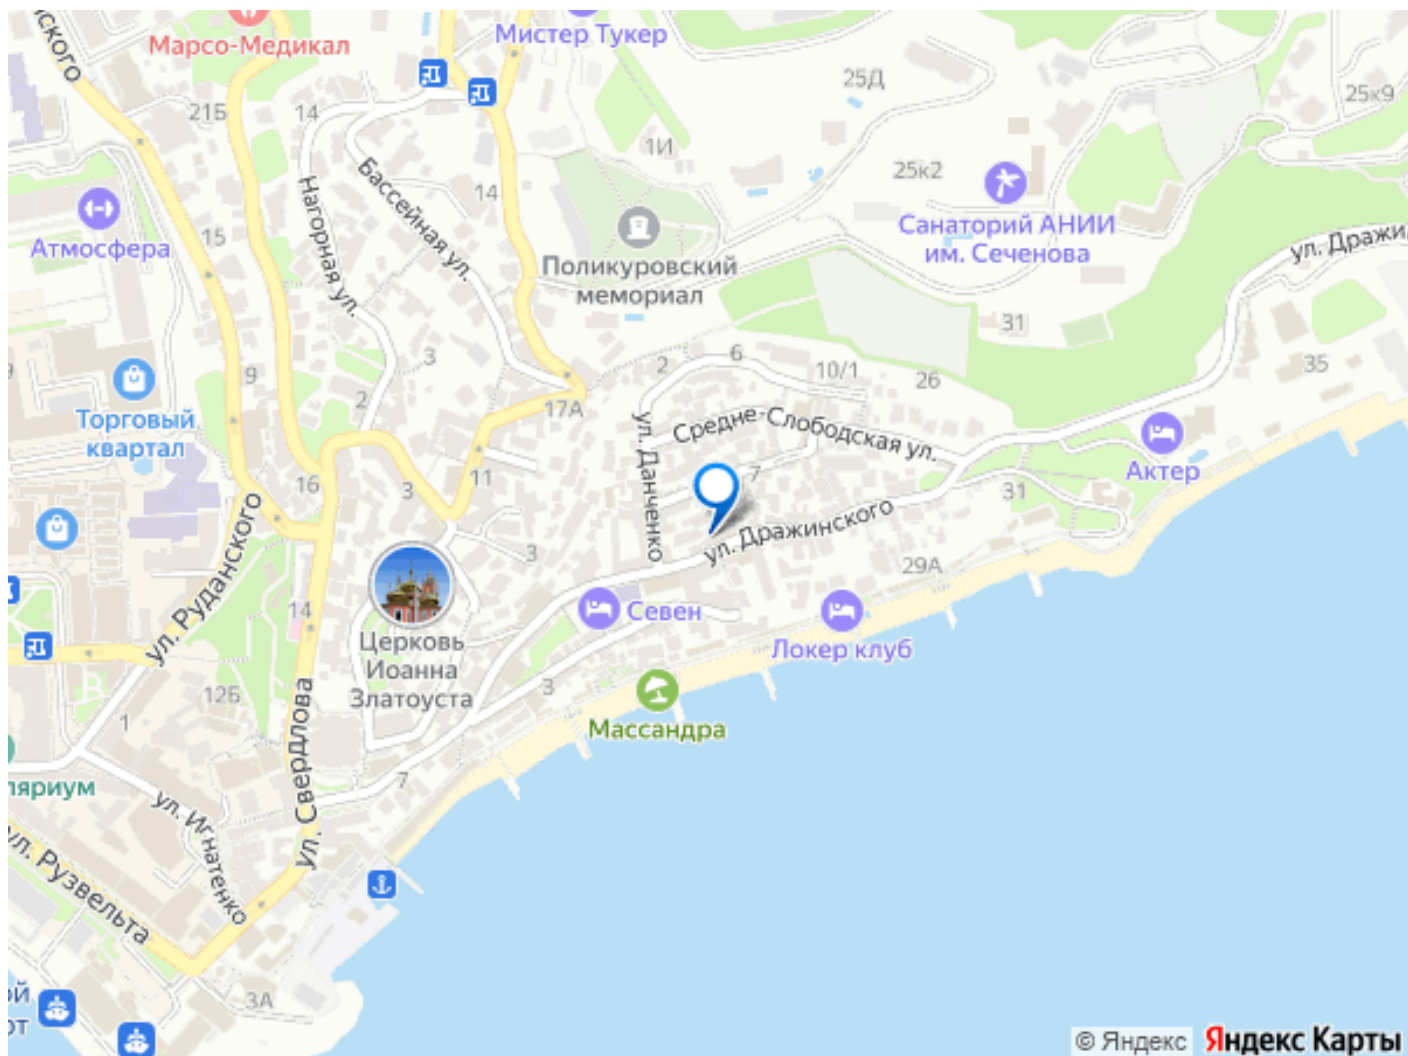 Марсо-Медикал
Мистер Тукер
ского
25Д
25к9
21Б
14
1И
Бассейная ул.
14
25к2
Нагорная ул.
Атмосфера
15
Санаторий АНИИ
им. Сеченова
ул. Дражи
Поликуровский
мемориал
31
3
2
6
10/1
26
35
9
2
17А
Торговый
квартал
ул. Данченко
Средне-Слободская ул.
Актер
16
3
11
7
31
ул. Дражинского
ул. Руданского
3
29А
14
Севен
Локер клуб
Церковь
Иоанна
Златоуста
12Б
3
1
Массандра
ул. Свердлова
7
ляриум
ул. Игнатенко
ул. Рузвельта
3А
ой
от
© Яндекс Яндекс Карты